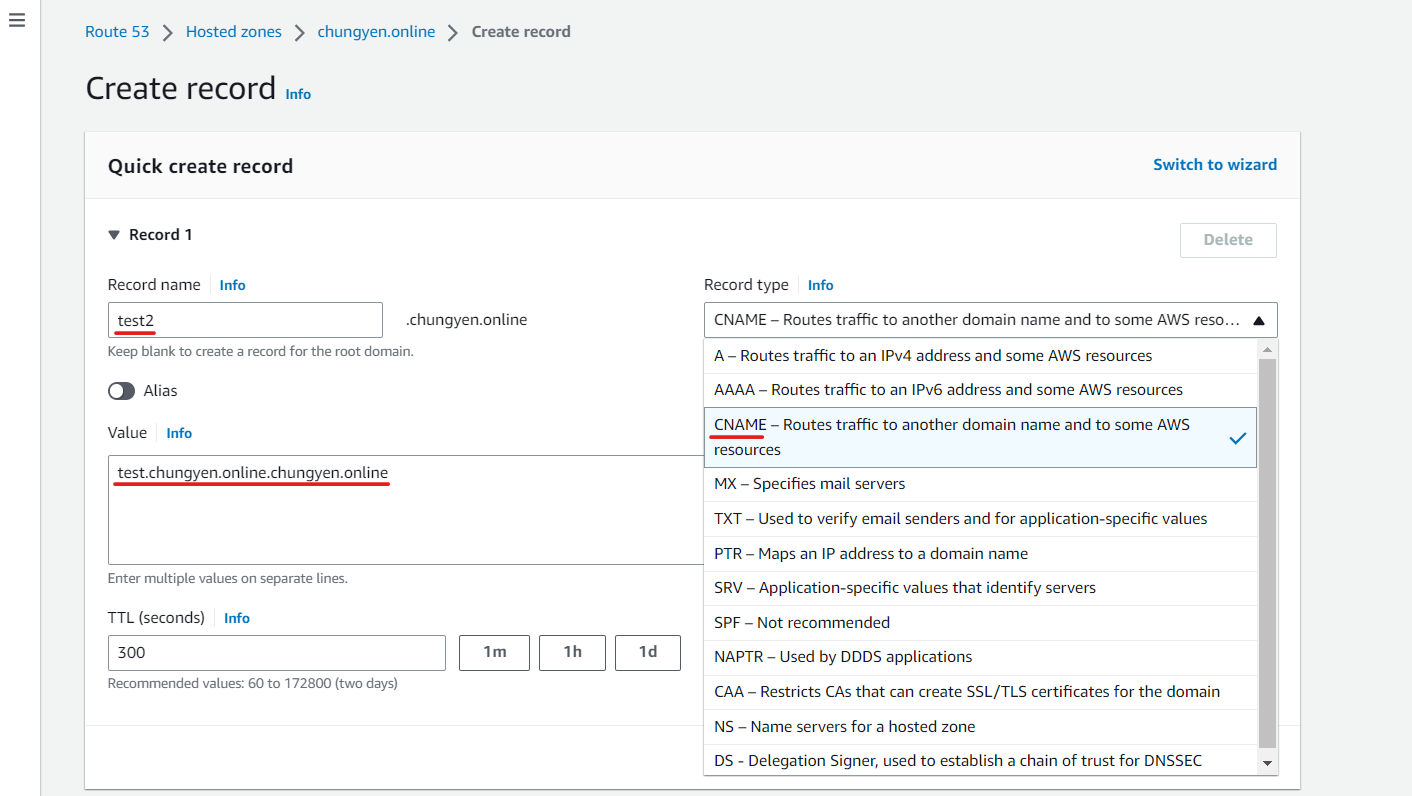 Route 53 > Hosted zones > chungyen.online > Create record
Create record Info
Quick create record
Switch to wizard
Record 1
Delete
Record name Info
test2
.chungyen.online
Keep blank to create a record for the root domain.
Alias
Value Info
test.chungyen.online.chungyen.online
Enter multiple values on separate lines.
TTL (seconds) Info
300
1m
1h
1d
Recommended values: 60 to 172800 (two days)
Record type Info
CNAME – Routes traffic to another domain name and to some AWS reso...
A – Routes traffic to an IPv4 address and some AWS resources
AAAA – Routes traffic to an IPv6 address and some AWS resources
CNAME – Routes traffic to another domain name and to some AWS
resources
MX – Specifies mail servers
TXT – Used to verify email senders and for application-specific values
PTR – Maps an IP address to a domain name
SRV – Application-specific values that identify servers
SPF – Not recommended
NAPTR – Used by DDDS applications
CAA – Restricts CAs that can create SSL/TLS certificates for the domain
NS – Name servers for a hosted zone
DS - Delegation Signer, used to establish a chain of trust for DNSSEC